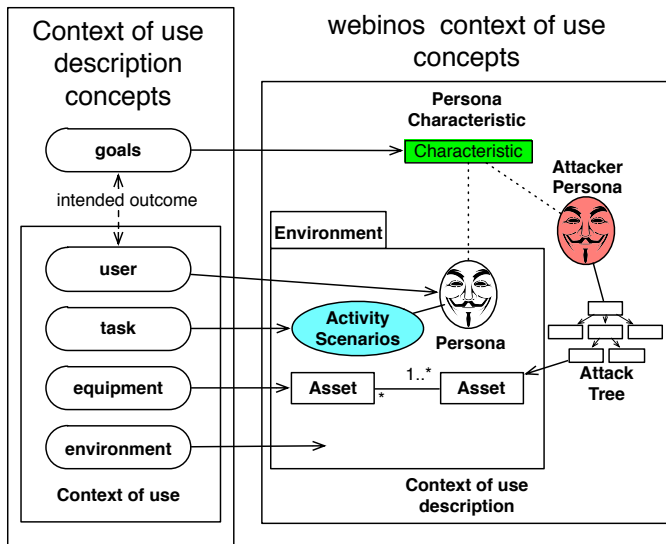 Context of use
description
concepts
goals
intended outcome
user
task
equipment
environment
Context of use
webinos context of use
concepts
Persona
Characteristic
Characteristic
Attacker
Persona
Environment
Activity
Scenarios
Persona
Asset
*
1..*
Asset
Attack
Tree
Context of use
description